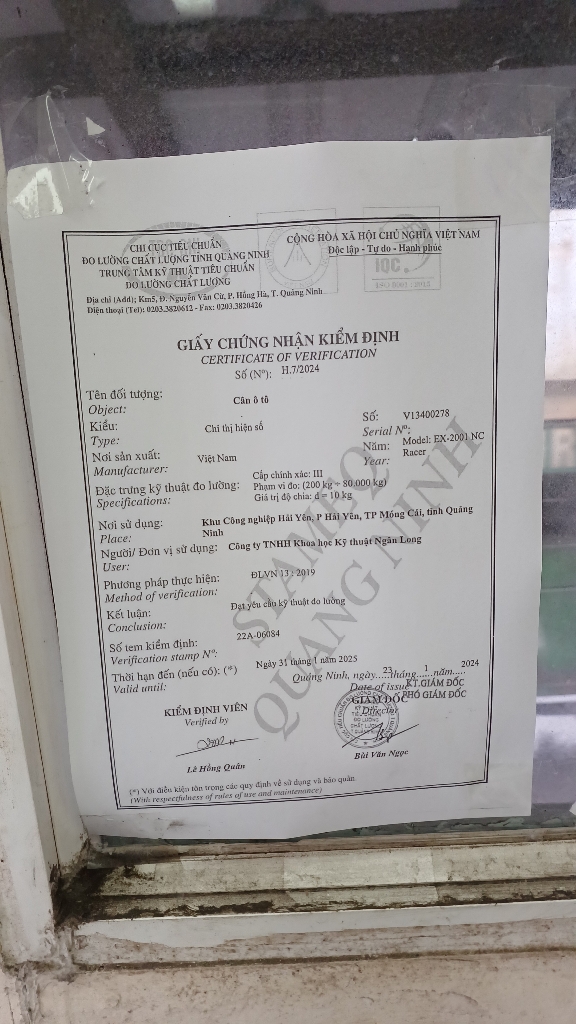 CHI CỤC TIÊU CHUẨN
ĐO LƯỜNG CHẤT LƯỢNG TỈNH QUẢNG NINH
TRUNG TÂM KỸ THUẬT TIÊU CHUẨN
ĐO LƯỜNG CHẤT LƯỢNG
CỘNG HÒA XÃ HỘI CHỦ NGHĨA VIỆT NAM
Độc lập - Tự do - Hạnh phúc
IQC.
ISO 9001 : 2015
Địa chỉ (Add); Km5, Đ. Nguyễn Văn Cừ, P. Hồng Hà, T. Quảng Ninh
Điện thoại (Tel): 0203.3820612 - Fax: 0203.3820426
GIẤY CHỨNG NHẬN KIỂM ĐỊNH
CERTIFICATE OF VERIFICATION
Số (Nº): H.7/2024
Tên đối tượng: Cân ô tô
Object:
Kiểu: Chỉ thị hiện số
Type:
Số: V13400278
Serial Nº:
Nơi sản xuất: Việt Nam
Manufacturer:
Năm: Model: EX-2001 NC
Year: Racer
Đặc trưng kỹ thuật đo lường:
Specifications:
Cấp chính xác: III
Phạm vi đo: (200 kg ÷ 80.000 kg)
Giá trị độ chia: d = 10 kg
Nơi sử dụng: Khu Công nghiệp Hải Yên, P Hải Yên, TP Móng Cái, tỉnh Quảng
Place: Ninh
Người/ Đơn vị sử dụng: Công ty TNHH Khoa học Kỹ thuật Ngân Long
User:
Phương pháp thực hiện: ĐLVN 13 : 2019
Method of verification:
Kết luận: Đạt yêu cầu kỹ thuật đo lường
Conclusion:
Số tem kiểm định: 22A-06084
Verification stamp Nº:
Thời hạn đến (nếu có): (*) Ngày 31 tháng 1 năm 2025
Valid until:
Quảng Ninh, ngày...23tháng...1...năm...2024
Date of issue
KT.GIÁM ĐỐC
GIÁM ĐỐC PHÓ GIÁM ĐỐC
Director
KIỂM ĐỊNH VIÊN
Verified by
Lê Hồng Quân
Bùi Văn Ngọc
(*) Với điều kiện tôn trọng các quy định về sử dụng và bảo quản
(With respectfulness of rules of use and maintenance)
STAMEQ
QUANG NINH